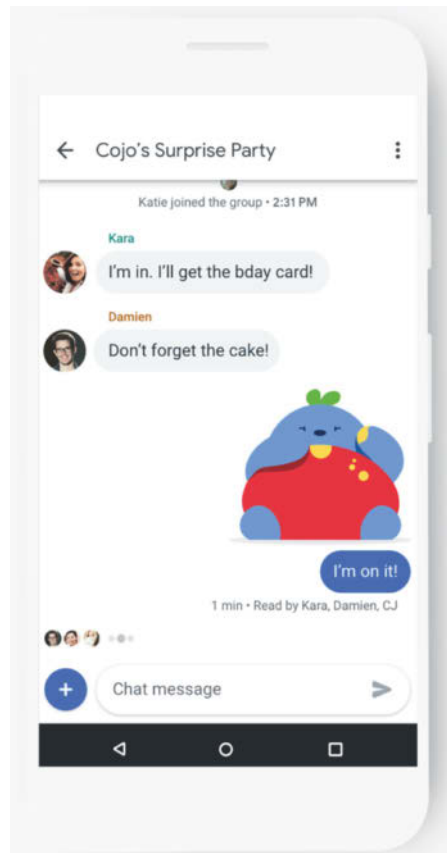 Cojo's Surprise Party
Katie joined the group • 2:31 PM
Kara
I'm in. I'll get the bday card!
Damien
Don't forget the cake!
I'm on it!
1 min • Read by Kara, Damien, CJ
Chat message